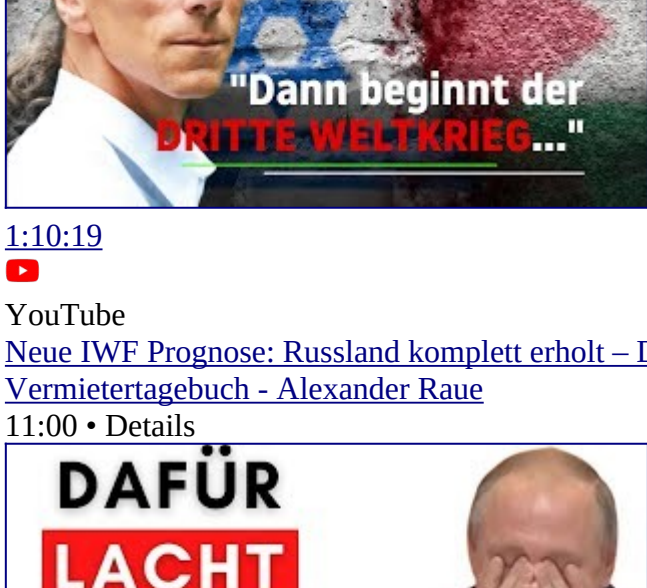 "Dann beginnt der
DRITTE WELTKRIEG..."
1:10:19
YouTube
Neue IWF Prognose: Russland komplett erholt – D
Vermietertagebuch - Alexander Raue
11:00 • Details
DAFÜR
LACHT